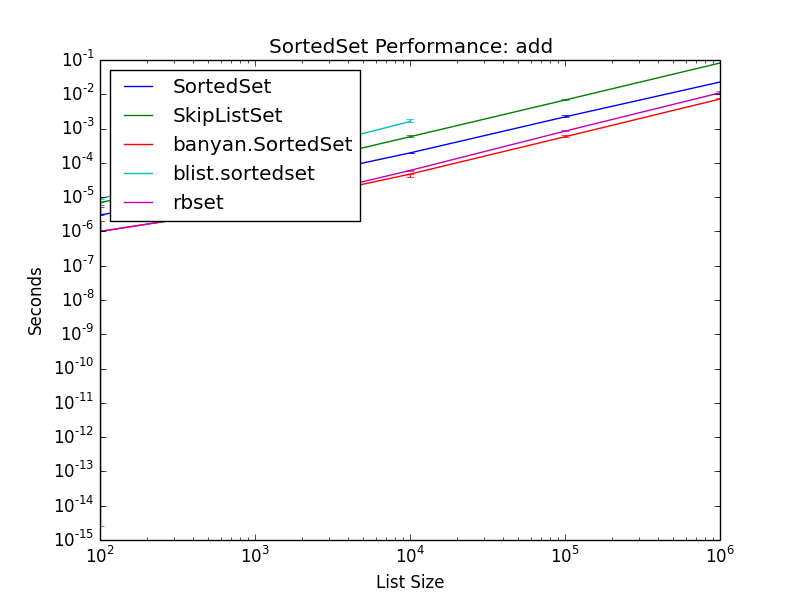 SortedSet Performance: add
10^-1
10^-2
10^-3
10^-4
10^-5
10^-6
10^-7
10^-8
10^-9
10^-10
10^-11
10^-12
10^-13
10^-14
10^-15
Seconds
SortedSet
SkipListSet
banyan.SortedSet
blist.sortedset
rbset
10^2 10^3 10^4 10^5 10^6
List Size